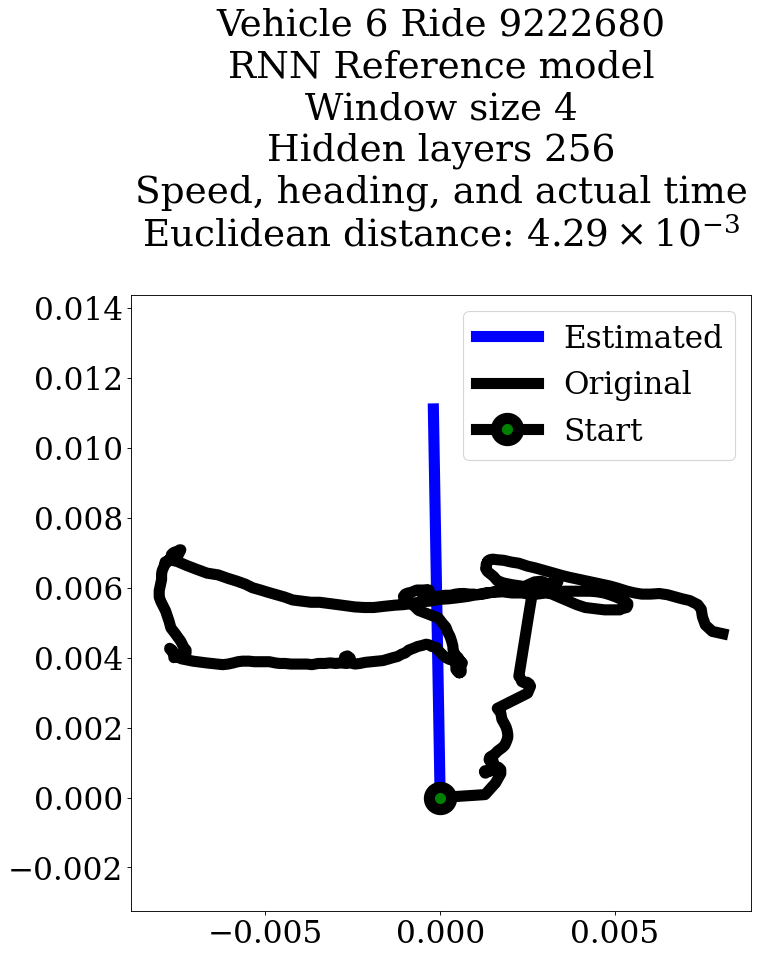 Vehicle 6 Ride 9222680
RNN Reference model
Window size 4
Hidden layers 256
Speed, heading, and actual time
Euclidean distance: 4.29 × 10⁻³
Estimated
Original
Start
0.014
0.012
0.010
0.008
0.006
0.004
0.002
0.000
−0.002
−0.005 0.000 0.005